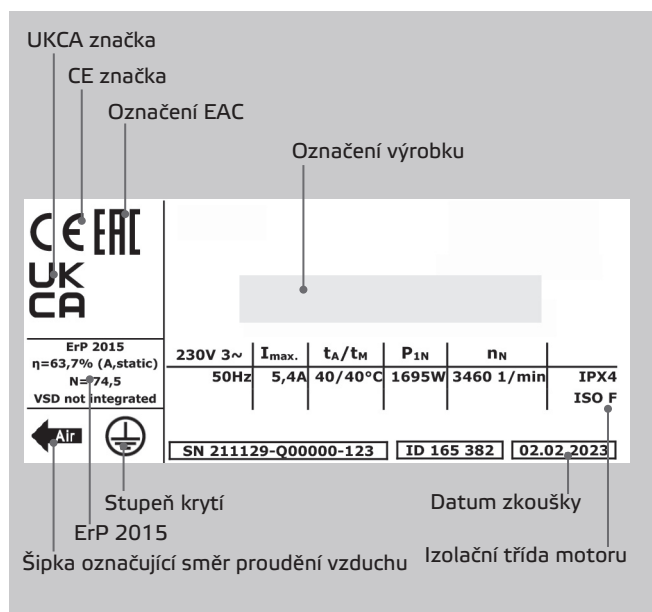 UKCA značka
CE značka
Označení EAC
Označení výrobku
CE EAC
UK
CA
ErP 2015
η=63,7% (A,static)
N=74,5
VSD not integrated
230V 3~ Imax. tA/tM P1N nN
50Hz 5,4A 40/40°C 1695W 3460 1/min IPX4
ISO F
Air
SN 211129-Q00000-123 ID 165 382 02.02.2023
Stupeň krytí
Datum zkoušky
ErP 2015
Izolační třída motoru
Šipka označující směr proudění vzduchu